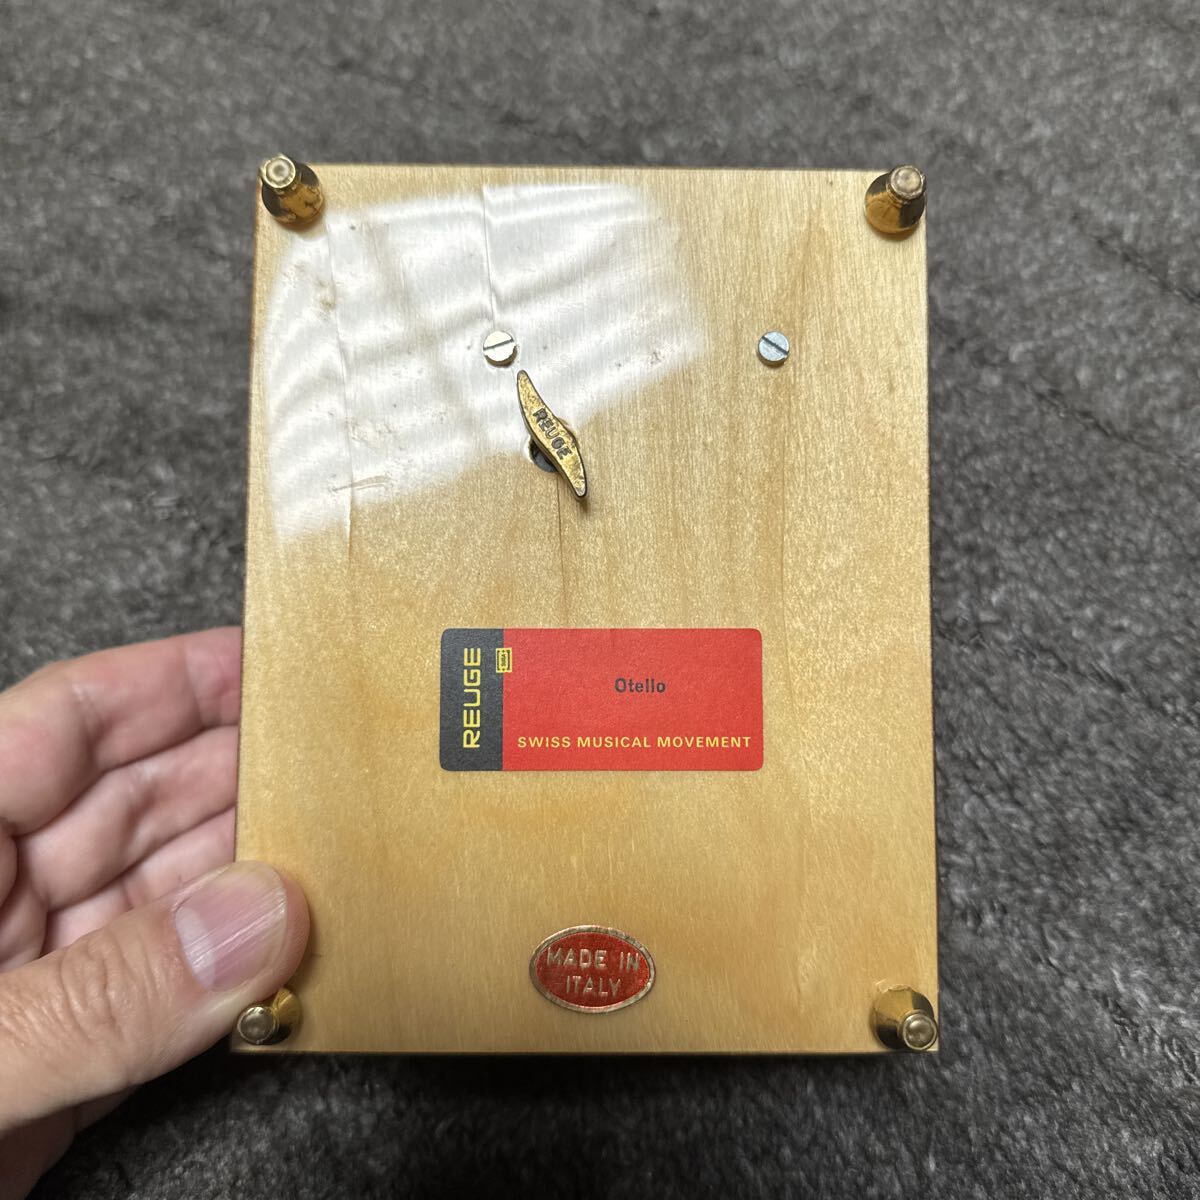 REUGE
REUGE
Otello
SWISS MUSICAL MOVEMENT
MADE IN
ITALY